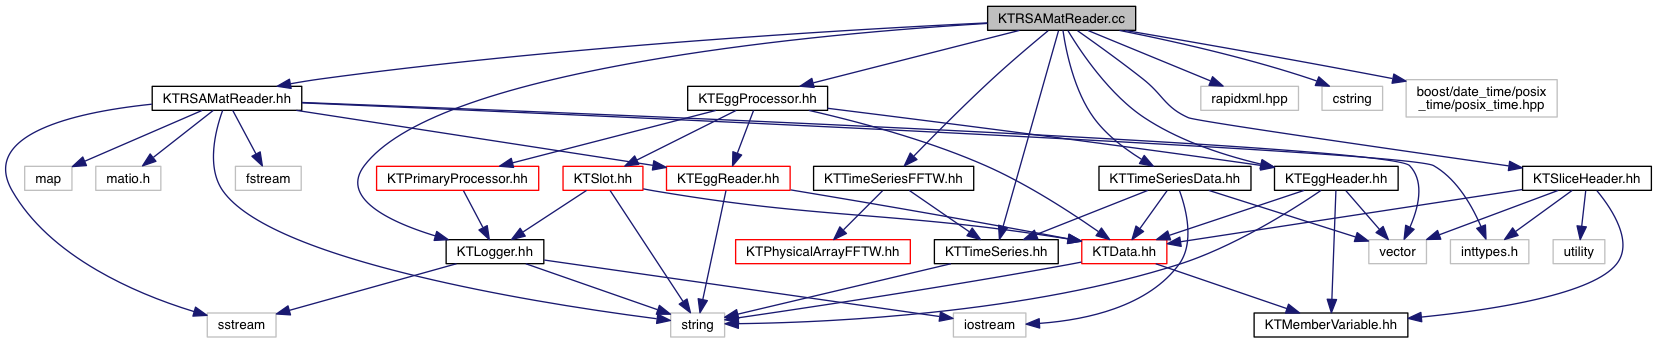 KTRSAMatReader.cc
KTRSAMatReader.hh
KTEggProcessor.hh
rapidxml.hpp
cstring
boost/date_time/posix
_time/posix_time.hpp
map
matio.h
fstream
KTPrimaryProcessor.hh
KTSlot.hh
KTEggReader.hh
KTTimeSeriesFFTW.hh
KTTimeSeriesData.hh
KTEggHeader.hh
KTSliceHeader.hh
KTLogger.hh
KTPhysicalArrayFFTW.hh
KTTimeSeries.hh
KTData.hh
vector
inttypes.h
utility
sstream
string
iostream
KTMemberVariable.hh